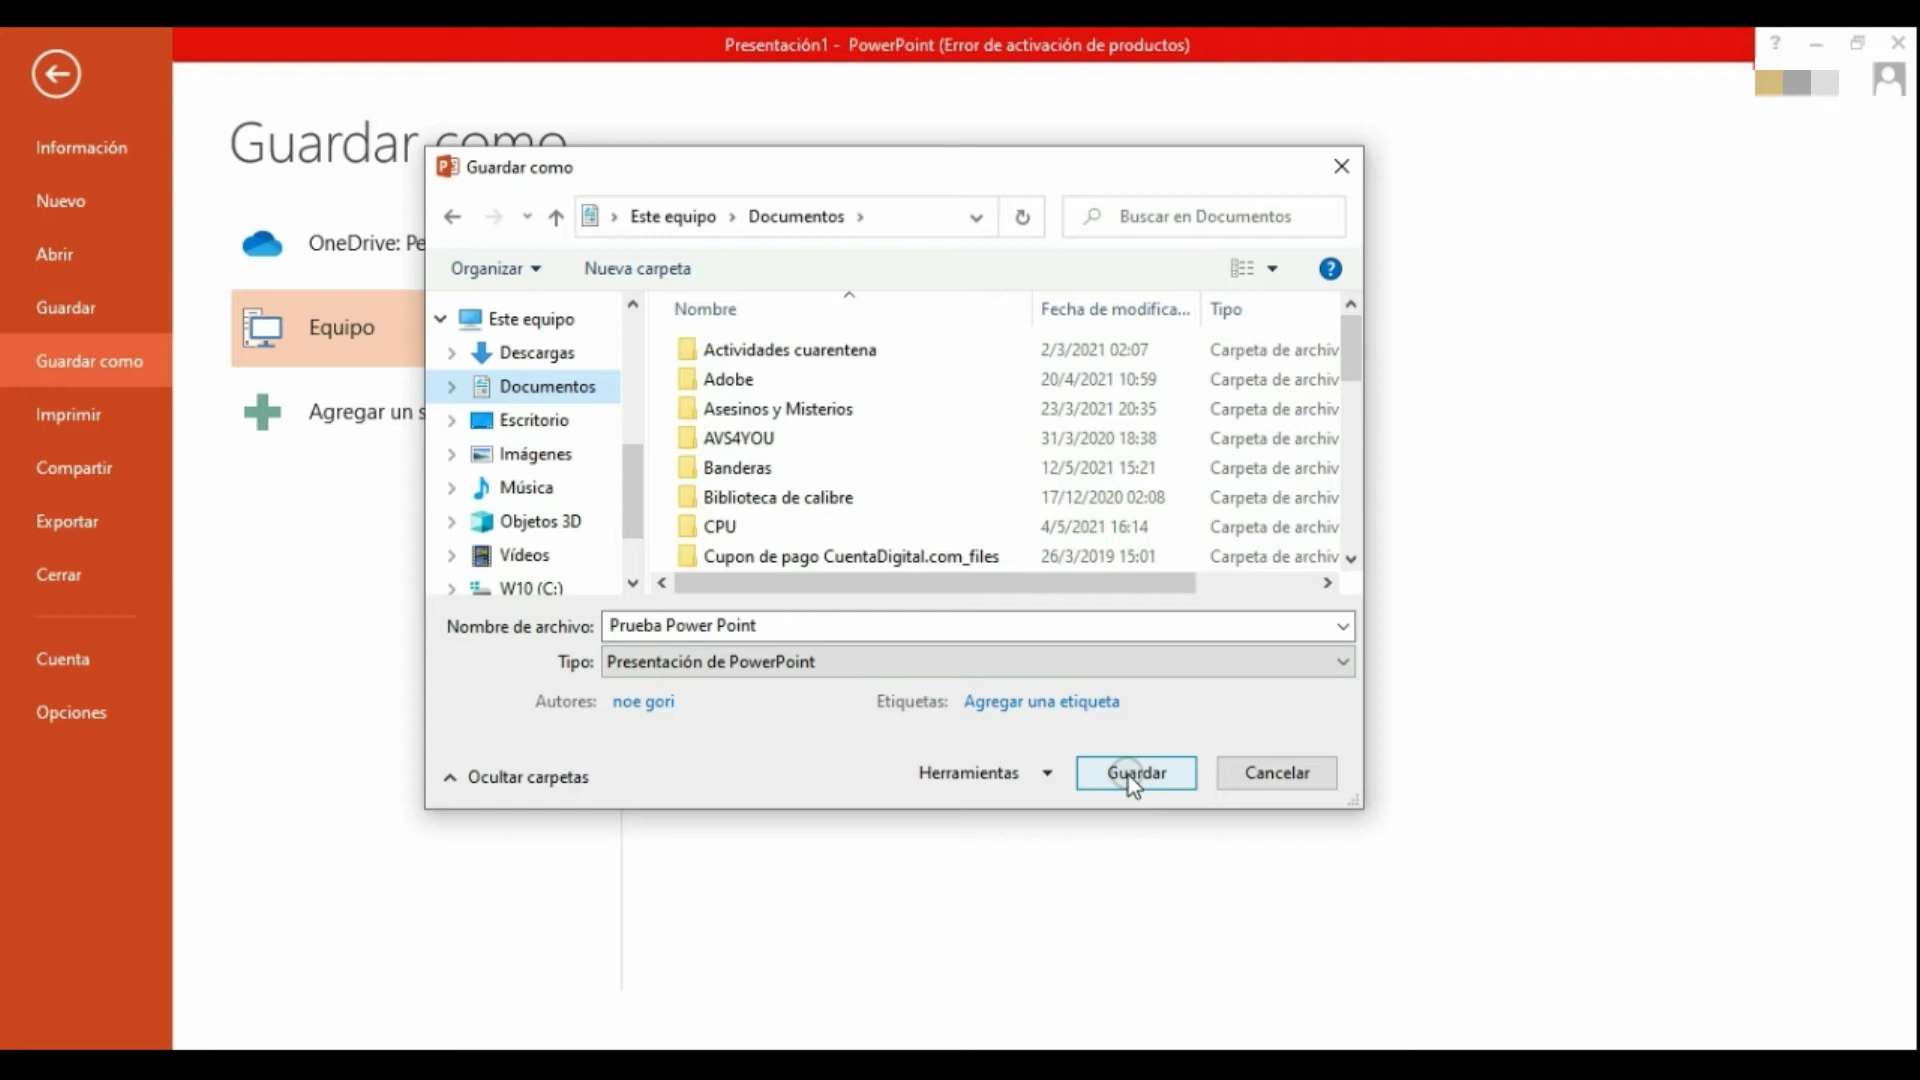 Presentación1 - PowerPoint (Error de activación de productos)
?
Información
Nuevo
Abrir
Guardar
Guardar como
Imprimir
Compartir
Exportar
Cerrar
Cuenta
Opciones
Guardar como
OneDrive: Pe
Equipo
Agregar un s
Guardar como
Este equipo
Documentos
Buscar en Documentos
Organizar
Nueva carpeta
?
Este equipo
Descargas
Documentos
Escritorio
Imágenes
Música
Objetos 3D
Vídeos
W10 (C:)
Nombre Fecha de modifica... Tipo
Actividades cuarentena 2/3/2021 02:07 Carpeta de archiv
Adobe 20/4/2021 10:59 Carpeta de archiv
Asesinos y Misterios 23/3/2021 20:35 Carpeta de archiv
AVS4YOU 31/3/2020 18:38 Carpeta de archiv
Banderas 12/5/2021 15:21 Carpeta de archiv
Biblioteca de calibre 17/12/2020 02:08 Carpeta de archiv
CPU 4/5/2021 16:14 Carpeta de archiv
Cupon de pago CuentaDigital.com_files 26/3/2019 15:01 Carpeta de archiv
Nombre de archivo: Prueba Power Point
Tipo: Presentación de PowerPoint
Autores: noe gori Etiquetas: Agregar una etiqueta
Ocultar carpetas
Herramientas
Guardar
Cancelar